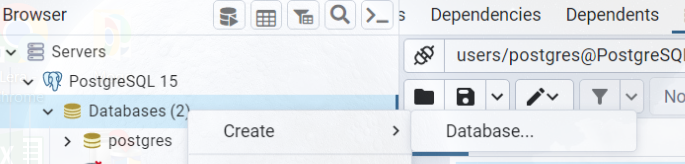 Browser
Dependencies
Dependents
Servers
users/postgres@PostgreSQL
PostgreSQL 15
Databases (2)
No
Create
Database...
postgres